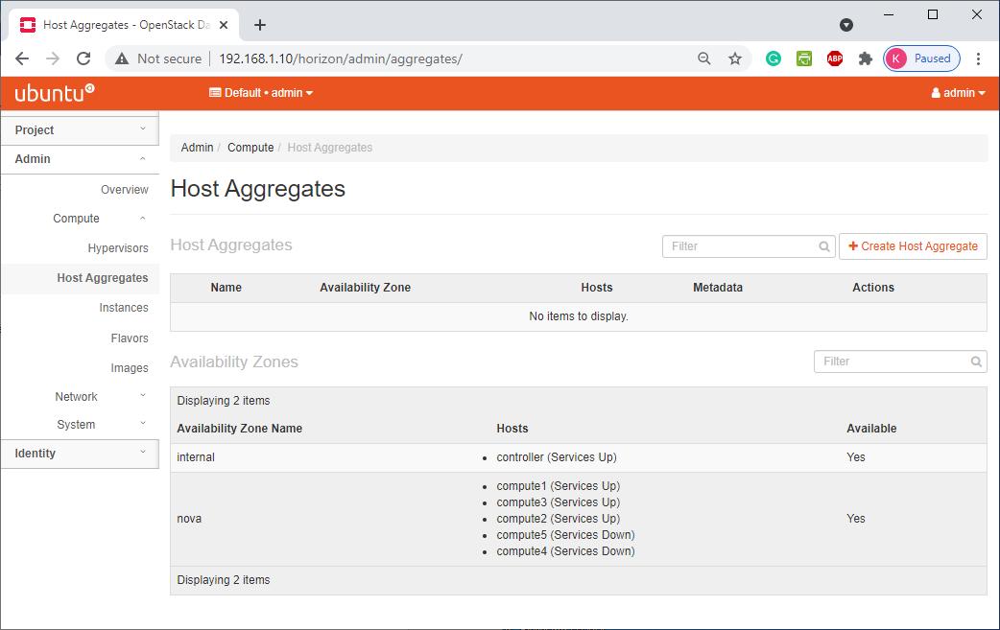 Host Aggregates - OpenStack Da
Not secure 192.168.1.10/horizon/admin/aggregates/
ABP
K Paused
ubuntu
Default • admin
admin
Project
Admin
Overview
Compute
Hypervisors
Host Aggregates
Instances
Flavors
Images
Network
System
Identity
Admin / Compute / Host Aggregates
Host Aggregates
Host Aggregates
Filter
+ Create Host Aggregate
Name Availability Zone Hosts Metadata Actions
No items to display.
Availability Zones
Filter
Displaying 2 items
Availability Zone Name Hosts Available
internal • controller (Services Up) Yes
• compute1 (Services Up)
• compute3 (Services Up)
nova • compute2 (Services Up) Yes
• compute5 (Services Down)
• compute4 (Services Down)
Displaying 2 items